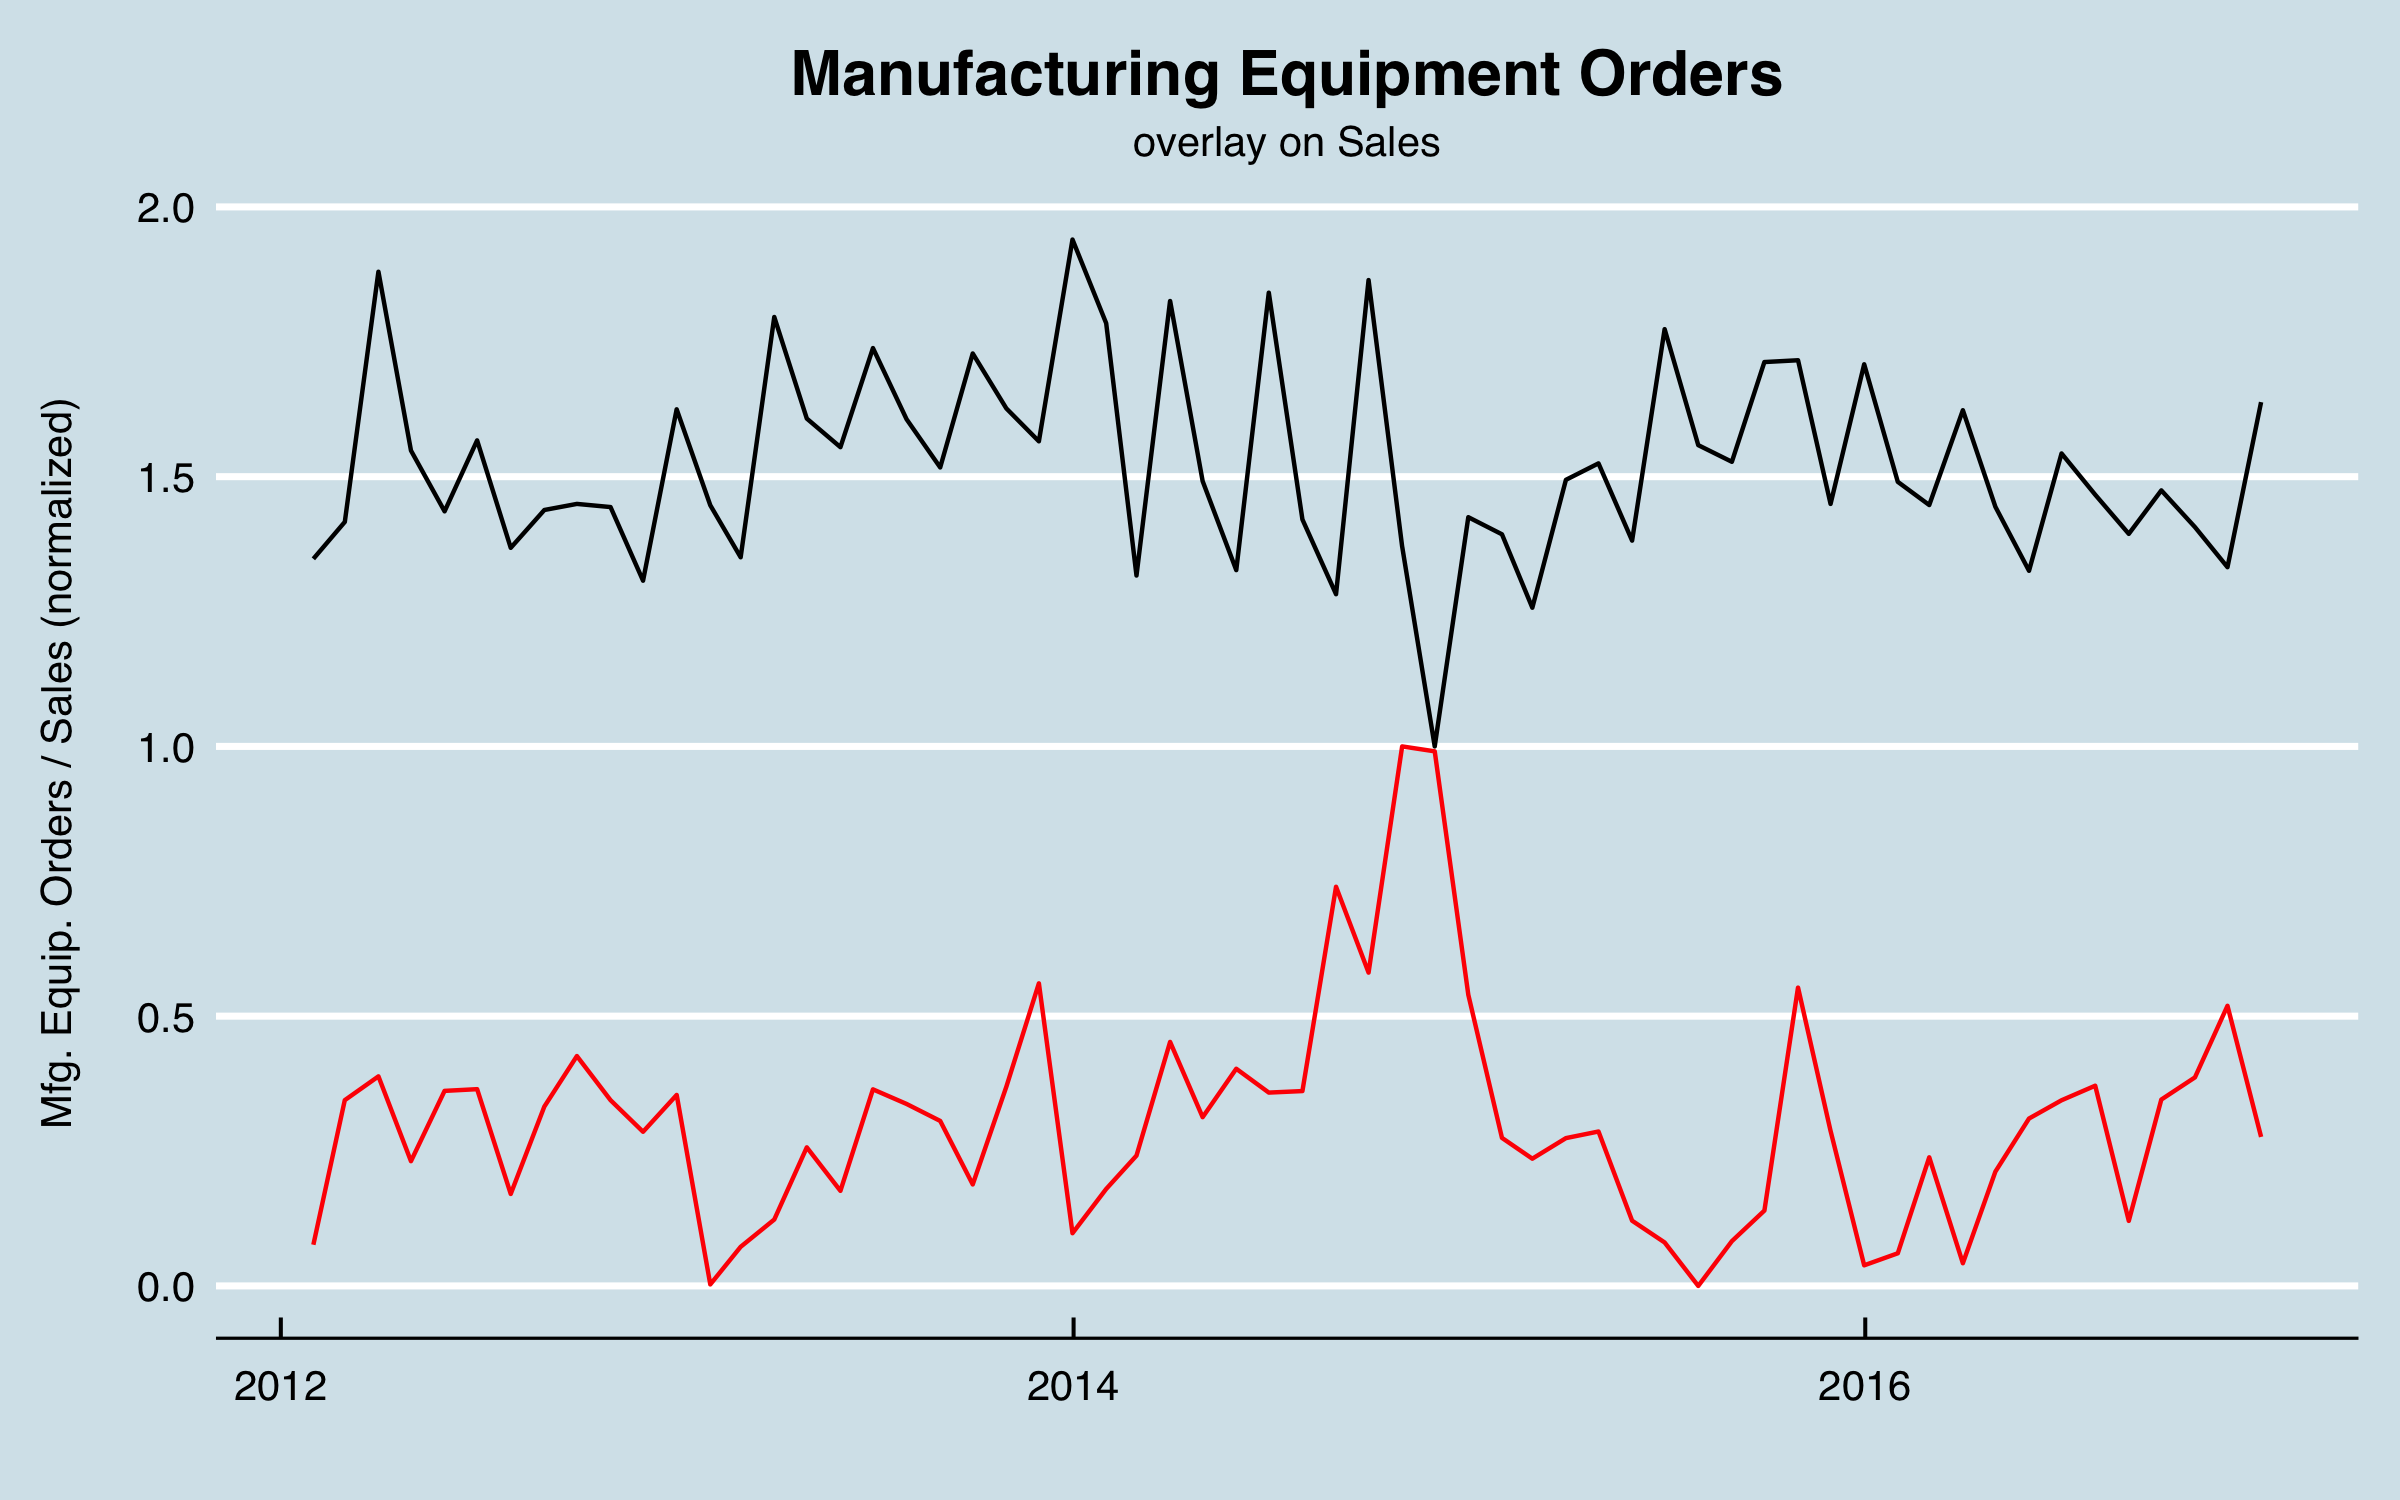 Manufacturing Equipment Orders
overlay on Sales
Mfg. Equip. Orders / Sales (normalized)
2.0
1.5
1.0
0.5
0.0
2012 2014 2016